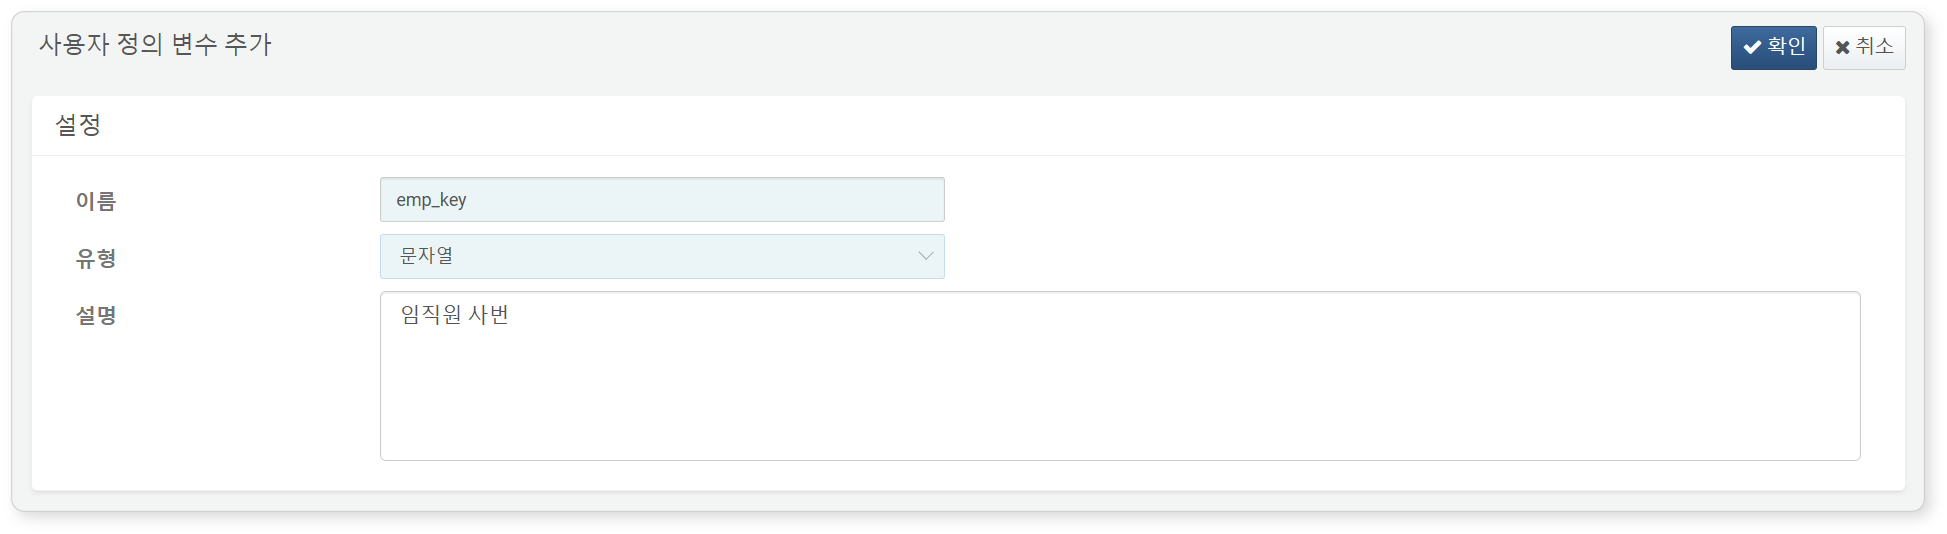 사용자 정의 변수 추가
확인
취소
설정
이름
emp_key
유형
문자열
설명
임직원 사번